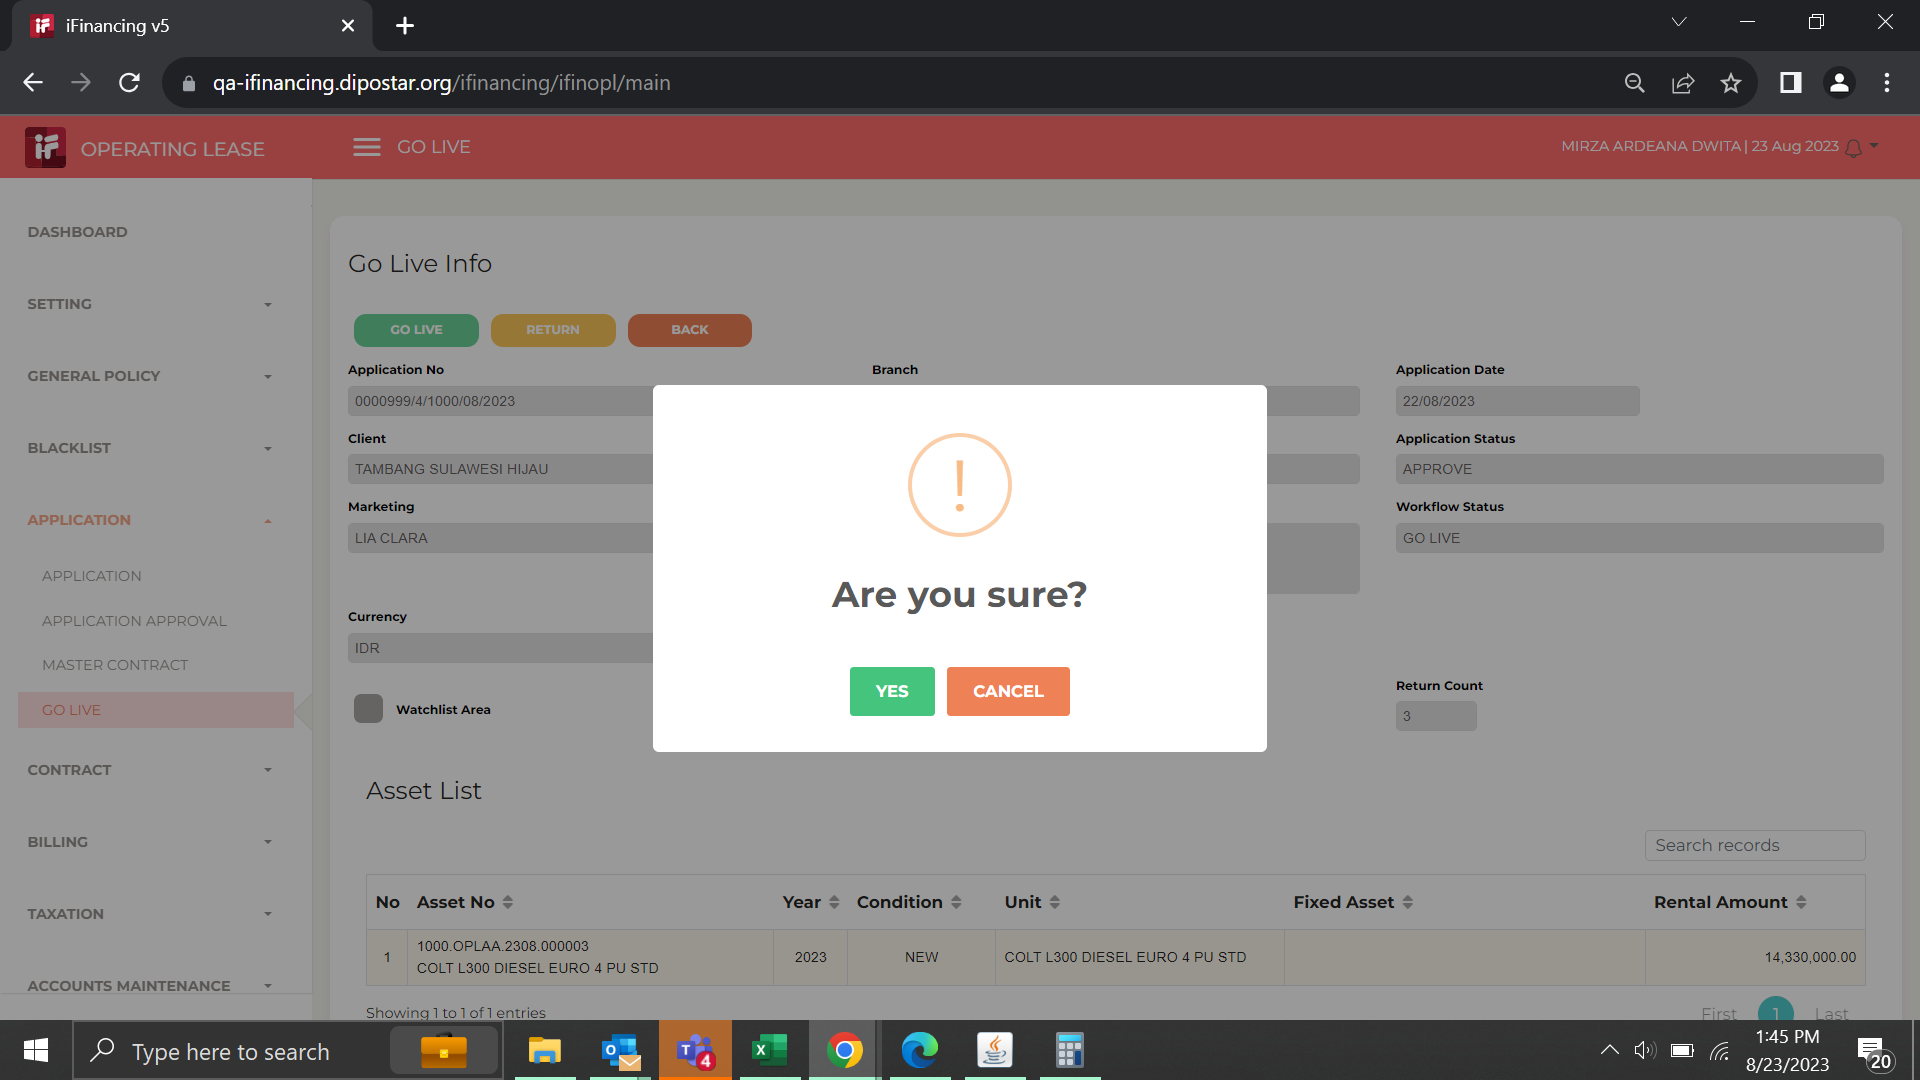 iFinancing v5
qa-ifinancing.dipostar.org/ifinancing/ifinopl/main
iF OPERATING LEASE
GO LIVE
MIRZA ARDEANA DWITA | 23 Aug 2023
DASHBOARD
SETTING
GENERAL POLICY
BLACKLIST
APPLICATION
APPLICATION
APPLICATION APPROVAL
MASTER CONTRACT
GO LIVE
CONTRACT
BILLING
TAXATION
ACCOUNTS MAINTENANCE
Go Live Info
GO LIVE RETURN BACK
Application No Branch Application Date
0000999/4/1000/08/2023 22/08/2023
Client Application Status
TAMBANG SULAWESI HIJAU APPROVE
Marketing Workflow Status
LIA CLARA GO LIVE
Currency
IDR
Watchlist Area
Return Count
3
!
Are you sure?
YES CANCEL
Asset List
Search records
No Asset No Year Condition Unit Fixed Asset Rental Amount
1 1000.OPLAA.2308.000003 2023 NEW COLT L300 DIESEL EURO 4 PU STD 14,330,000.00
COLT L300 DIESEL EURO 4 PU STD
Showing 1 to 1 of 1 entries
First 1 Last
Type here to search
4
1:45 PM
8/23/2023
20